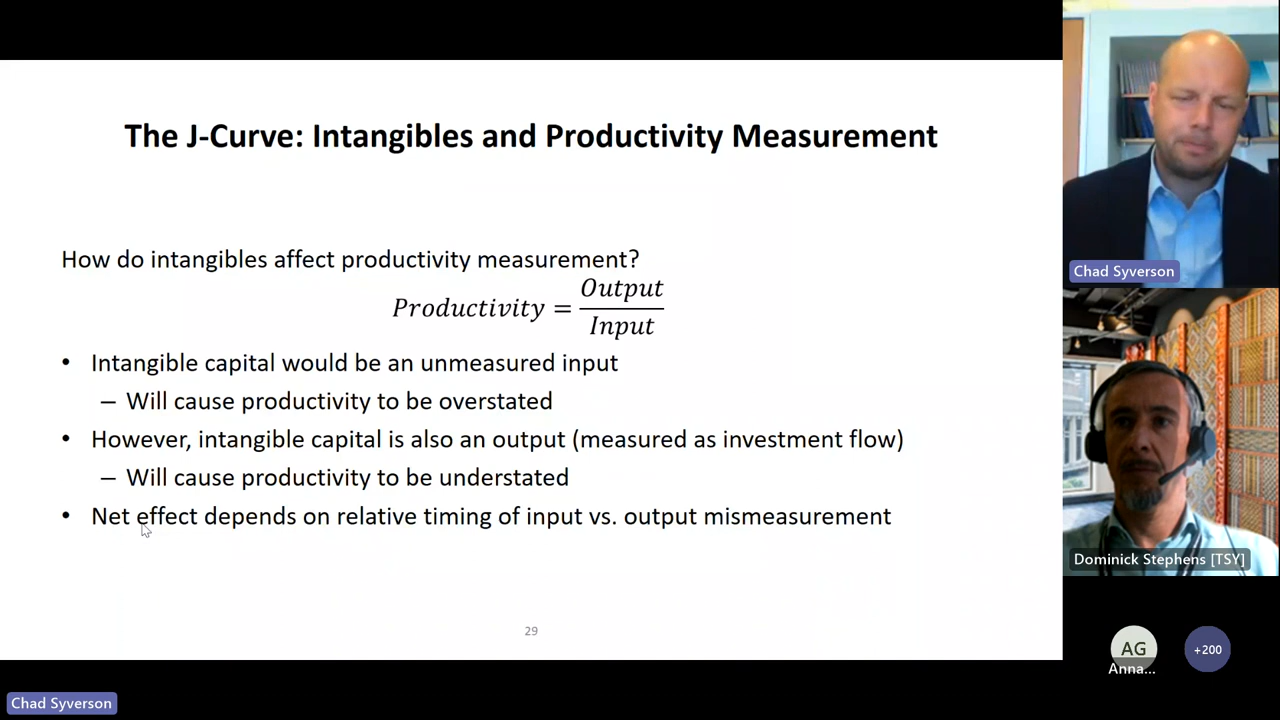 The J-Curve: Intangibles and Productivity Measurement
How do intangibles affect productivity measurement?
Productivity = Output / Input
• Intangible capital would be an unmeasured input
– Will cause productivity to be overstated
• However, intangible capital is also an output (measured as investment flow)
– Will cause productivity to be understated
• Net effect depends on relative timing of input vs. output mismeasurement
29
Chad Syverson
Dominick Stephens [TSY]
AG
Anna...
+200
Chad Syverson